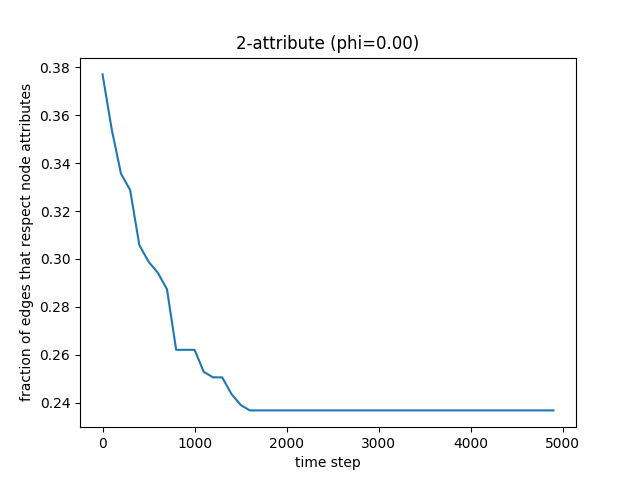 2-attribute (phi=0.00)
fraction of edges that respect node attributes
0.38
0.36
0.34
0.32
0.30
0.28
0.26
0.24
0 1000 2000 3000 4000 5000
time step